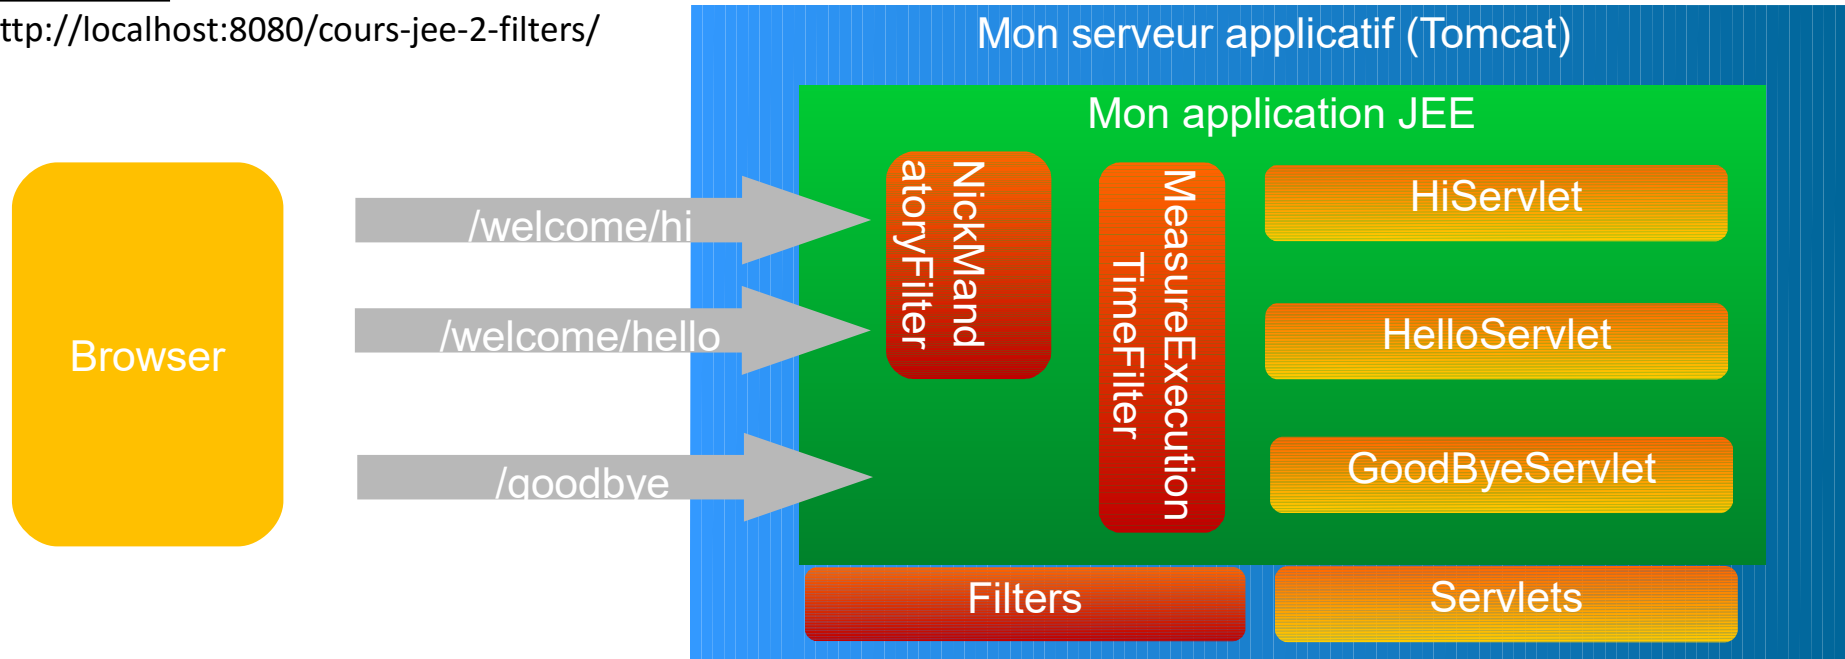 ttp://localhost:8080/cours-jee-2-filters/
Mon serveur applicatif (Tomcat)
Mon application JEE
Browser
/welcome/hi
/welcome/hello
/goodbye
NickMand
atoryFilter
MeasureExecution
TimeFilter
HiServlet
HelloServlet
GoodByeServlet
Filters
Servlets